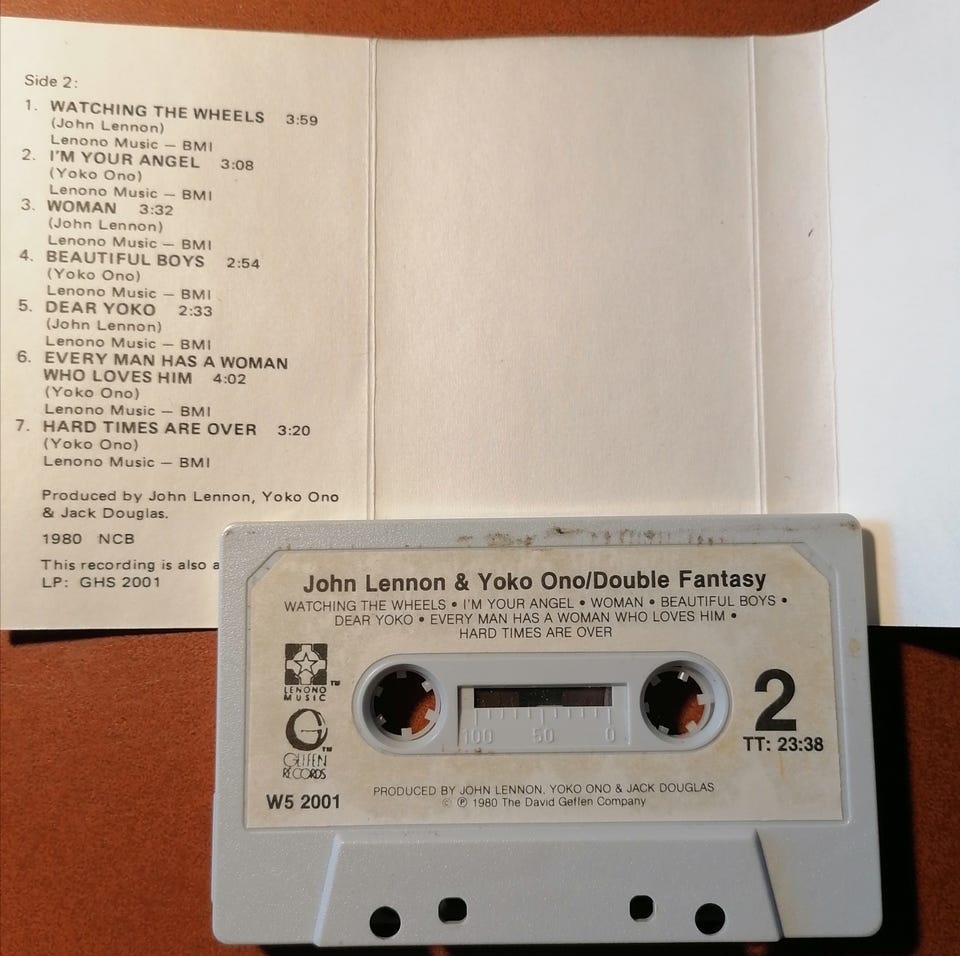 Side 2:
1. WATCHING THE WHEELS 3:59
(John Lennon)
Lenono Music — BMI
2. I'M YOUR ANGEL 3:08
(Yoko Ono)
Lenono Music — BMI
3. WOMAN 3:32
(John Lennon)
Lenono Music — BMI
4. BEAUTIFUL BOYS 2:54
(Yoko Ono)
Lenono Music — BMI
5. DEAR YOKO 2:33
(John Lennon)
Lenono Music — BMI
6. EVERY MAN HAS A WOMAN
WHO LOVES HIM 4:02
(Yoko Ono)
Lenono Music — BMI
7. HARD TIMES ARE OVER 3:20
(Yoko Ono)
Lenono Music — BMI
Produced by John Lennon, Yoko Ono
& Jack Douglas.
1980 NCB
This recording is also a
LP: GHS 2001
John Lennon & Yoko Ono/Double Fantasy
WATCHING THE WHEELS • I'M YOUR ANGEL • WOMAN • BEAUTIFUL BOYS •
DEAR YOKO • EVERY MAN HAS A WOMAN WHO LOVES HIM •
HARD TIMES ARE OVER
LENONO TM
MUSIC
G TM
GEFFEN
RECORDS
W5 2001
100 50 0
2
TT: 23:38
PRODUCED BY JOHN LENNON, YOKO ONO & JACK DOUGLAS
© ℗ 1980 The David Geffen Company